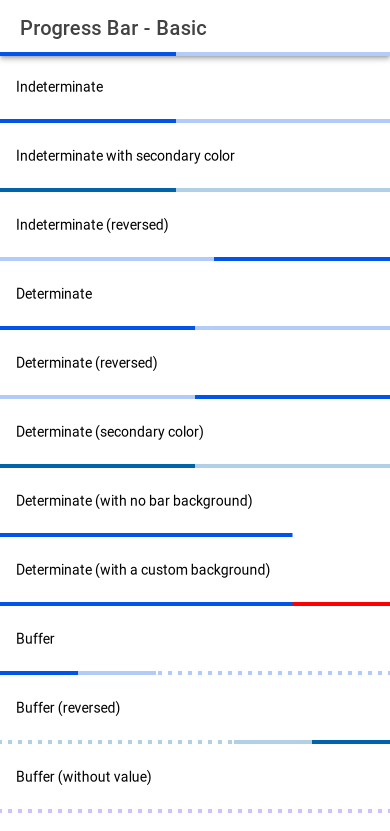 Progress Bar - Basic
Indeterminate
Indeterminate with secondary color
Indeterminate (reversed)
Determinate
Determinate (reversed)
Determinate (secondary color)
Determinate (with no bar background)
Determinate (with a custom background)
Buffer
Buffer (reversed)
Buffer (without value)